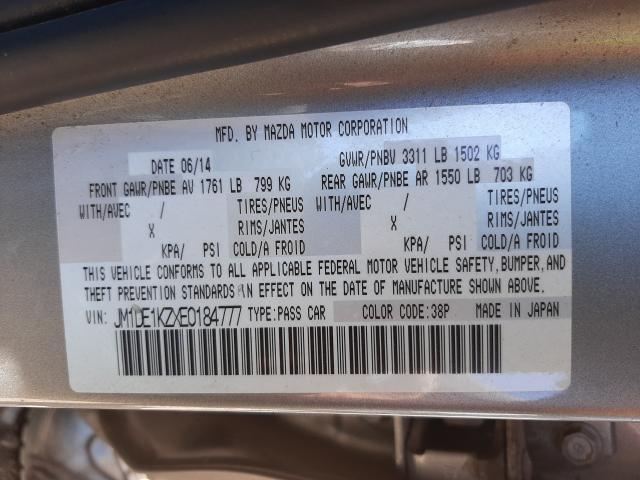 MFD. BY MAZDA MOTOR CORPORATION
DATE 06/14 GVWR/PNBV 3311 LB 1502 KG
FRONT GAWR/PNBE AV 1761 LB 799 KG REAR GAWR/PNBE AR 1550 LB 703 KG
WITH/AVEC / TIRES/PNEUS WITH/AVEC / TIRES/PNEUS
X RIMS/JANTES X RIMS/JANTES
KPA/ PSI COLD/A FROID KPA/ PSI COLD/A FROID
THIS VEHICLE CONFORMS TO ALL APPLICABLE FEDERAL MOTOR VEHICLE SAFETY, BUMPER, AND
THEFT PREVENTION STANDARDS IN EFFECT ON THE DATE OF MANUFACTURE SHOWN ABOVE.
VIN: JM1DE1KZXE0184777 TYPE:PASS CAR COLOR CODE:38P MADE IN JAPAN